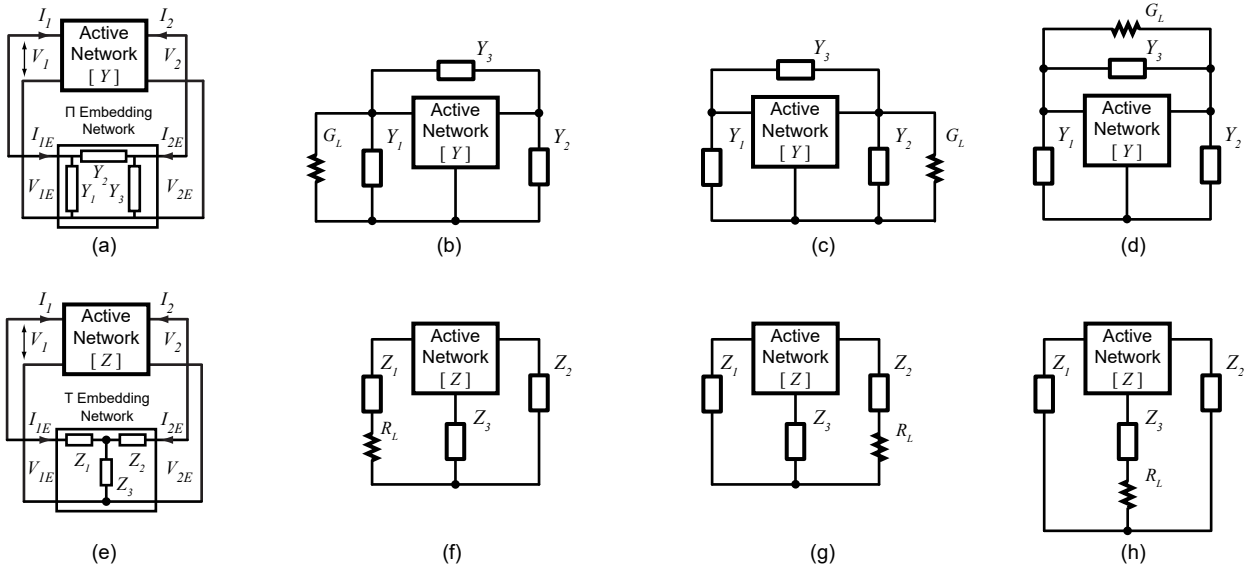 I1 I2
Active
Network
[ Y ]
V1 V2
Π Embedding
Network
I1E I2E
Y2
Y1 Y3
V1E V2E
(a)
Y3
Active
Network
[ Y ]
GL Y1 Y2
(b)
Y3
Active
Network
[ Y ]
Y1 Y2 GL
(c)
GL
Y3
Active
Network
[ Y ]
Y1 Y2
(d)
I1 I2
Active
Network
[ Z ]
V1 V2
T Embedding
Network
I1E I2E
Z1 Z2
Z3
V1E V2E
(e)
Active
Network
[ Z ]
Z1 Z2
Z3
RL
(f)
Active
Network
[ Z ]
Z1 Z2
Z3
RL
(g)
Active
Network
[ Z ]
Z1 Z2
Z3
RL
(h)